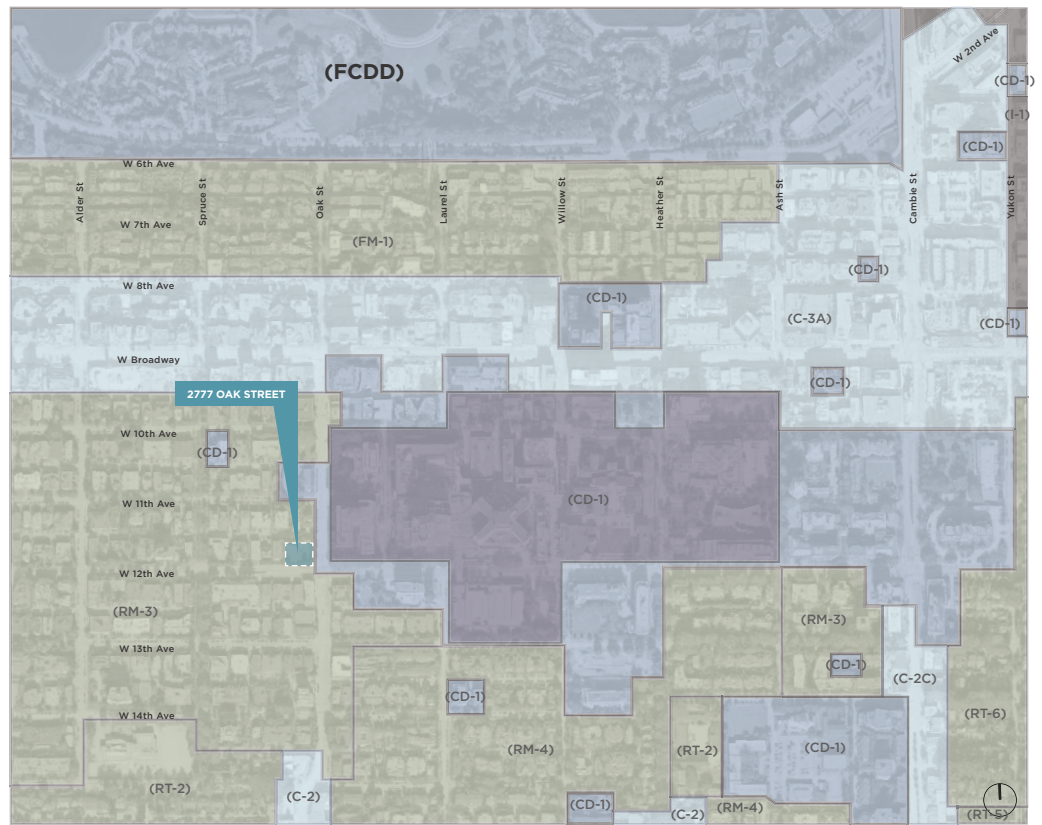 (FCDD)
W 2nd Ave
(CD-1)
(I-1)
(CD-1)
W 6th Ave
Alder St
Spruce St
Oak St
Laurel St
Willow St
Heather St
Ash St
Cambie St
Yukon St
W 7th Ave
(FM-1)
(CD-1)
W 8th Ave
(CD-1)
(C-3A)
(CD-1)
W Broadway
(CD-1)
2777 OAK STREET
W 10th Ave
(CD-1)
W 11th Ave
(CD-1)
W 12th Ave
(RM-3)
(RM-3)
W 13th Ave
(CD-1)
(C-2C)
(CD-1)
W 14th Ave
(RT-6)
(RM-4)
(RT-2)
(CD-1)
(RT-2)
(C-2)
(CD-1)
(C-2)
(RM-4)
(RT-5)